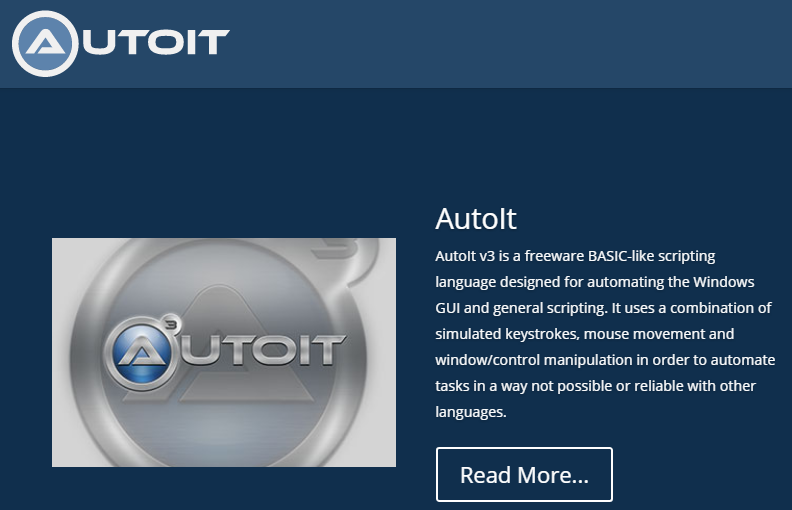 AUTOIT
AutoIt
AutoIt v3 is a freeware BASIC-like scripting
language designed for automating the Windows
GUI and general scripting. It uses a combination of
simulated keystrokes, mouse movement and
window/control manipulation in order to automate
tasks in a way not possible or reliable with other
languages.
3
3
AUTOIT
Read More...